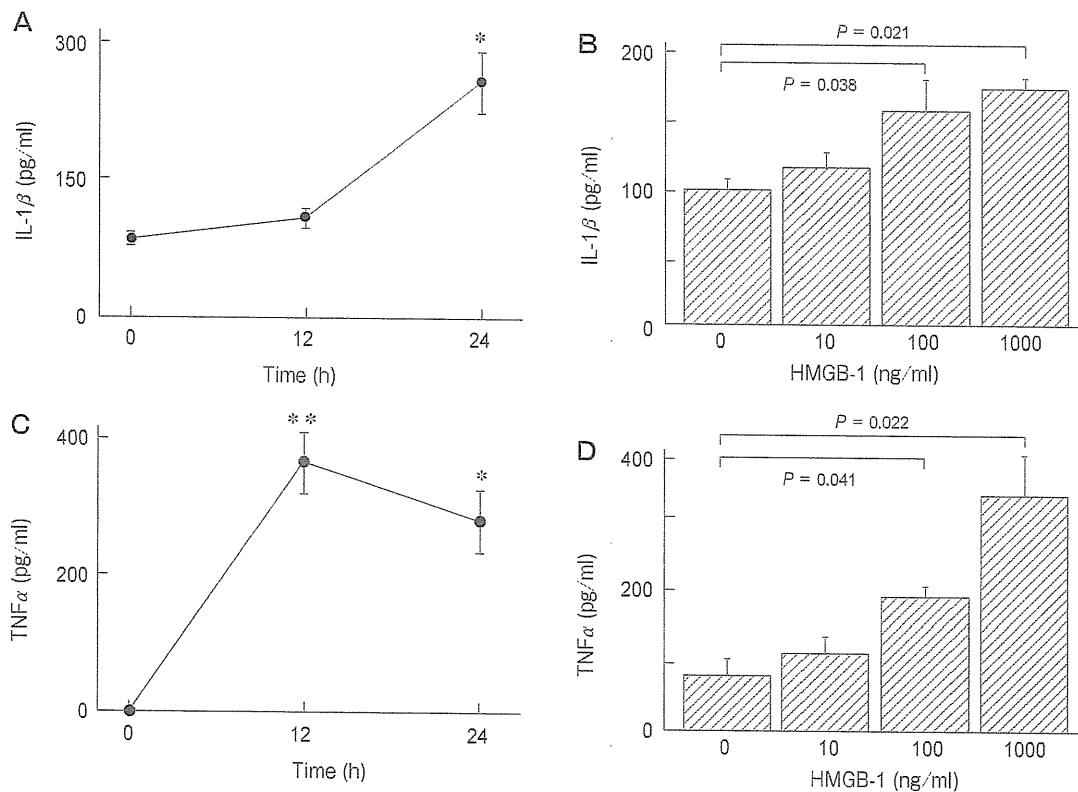 A
300
150
0
IL-1β (pg/ml)
*
0 12 24
Time (h)
B
200
100
0
IL-1β (pg/ml)
P = 0.021
P = 0.038
0 10 100 1000
HMGB-1 (ng/ml)
C
400
200
0
TNFα (pg/ml)
**
*
0 12 24
Time (h)
D
400
200
0
TNFα (pg/ml)
P = 0.022
P = 0.041
0 10 100 1000
HMGB-1 (ng/ml)